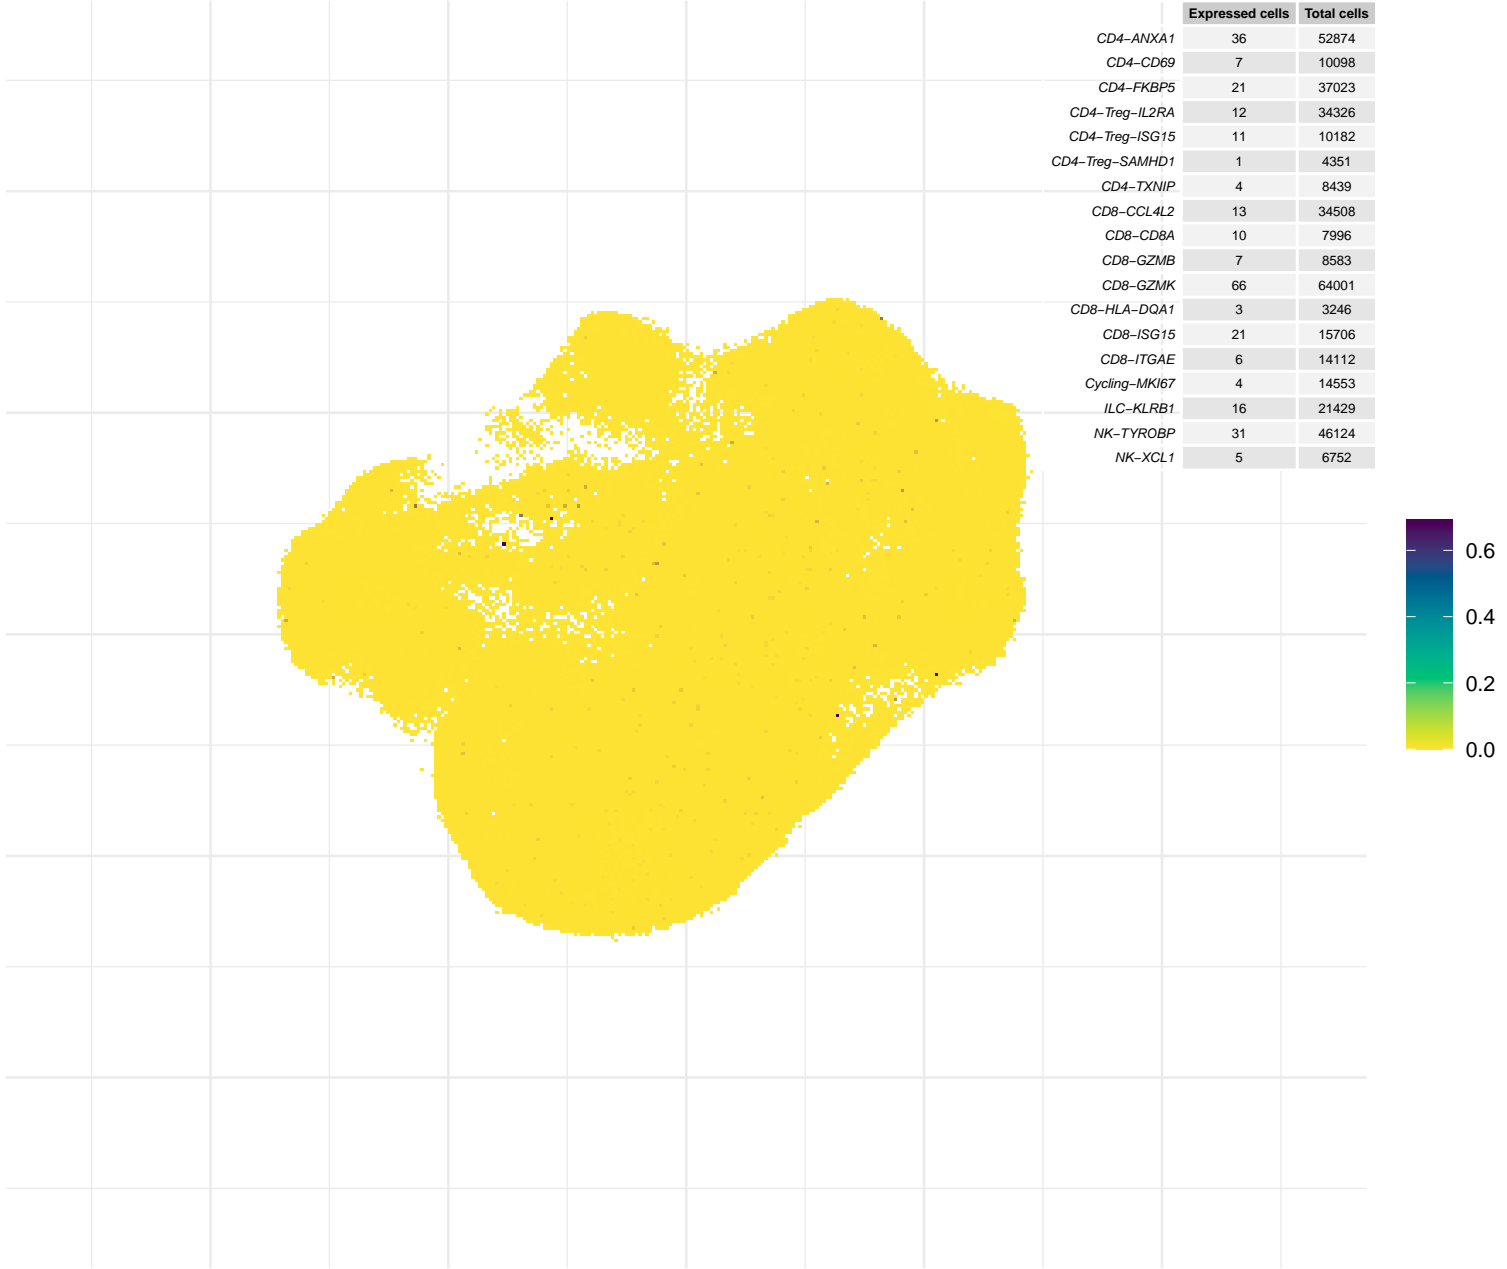 Expressed cells Total cells
CD4−ANXA1 36 52874
CD4−CD69 7 10098
CD4−FKBP5 21 37023
CD4−Treg−IL2RA 12 34326
CD4−Treg−ISG15 11 10182
CD4−Treg−SAMHD1 1 4351
CD4−TXNIP 4 8439
CD8−CCL4L2 13 34508
CD8−CD8A 10 7996
CD8−GZMB 7 8583
CD8−GZMK 66 64001
CD8−HLA−DQA1 3 3246
CD8−ISG15 21 15706
CD8−ITGAE 6 14112
Cycling−MKI67 4 14553
ILC−KLRB1 16 21429
NK−TYROBP 31 46124
NK−XCL1 5 6752
0.6
0.4
0.2
0.0